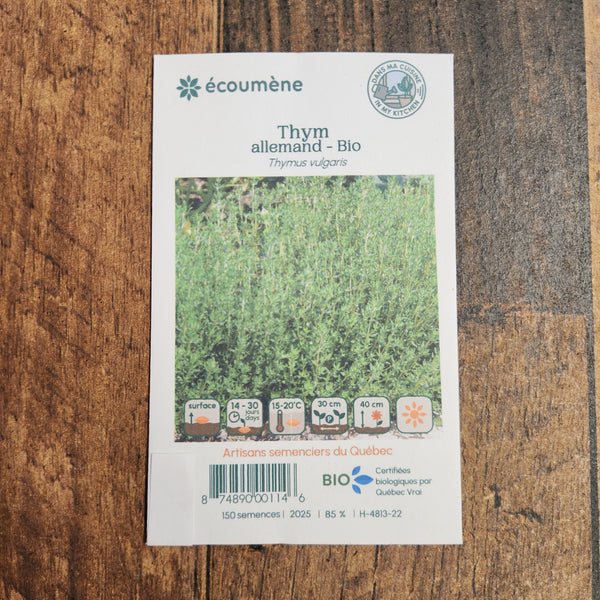 écoumène
DANS MA CUISINE
IN MY KITCHEN
Thym
allemand - Bio
Thymus vulgaris
surface
14 - 30
jours
days
15-20°C
30 cm
P
40 cm
Artisans semenciers du Québec
8 74890 00114 6
BIO
Certifiées
biologiques par
Québec Vrai
150 semences | 2025 | 85 % | H-4813-22